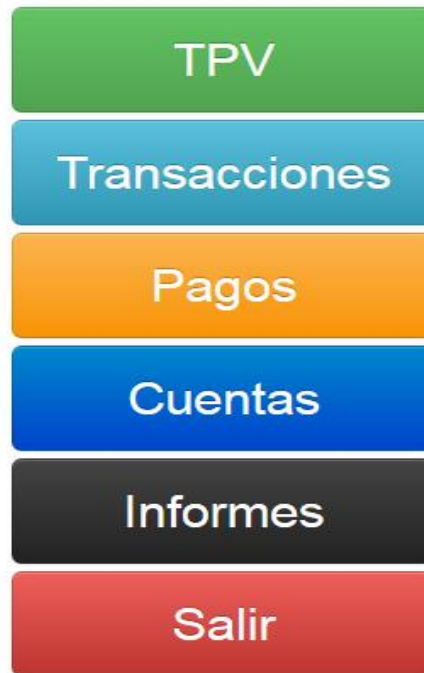 TPV
Transacciones
Pagos
Cuentas
Informes
Salir